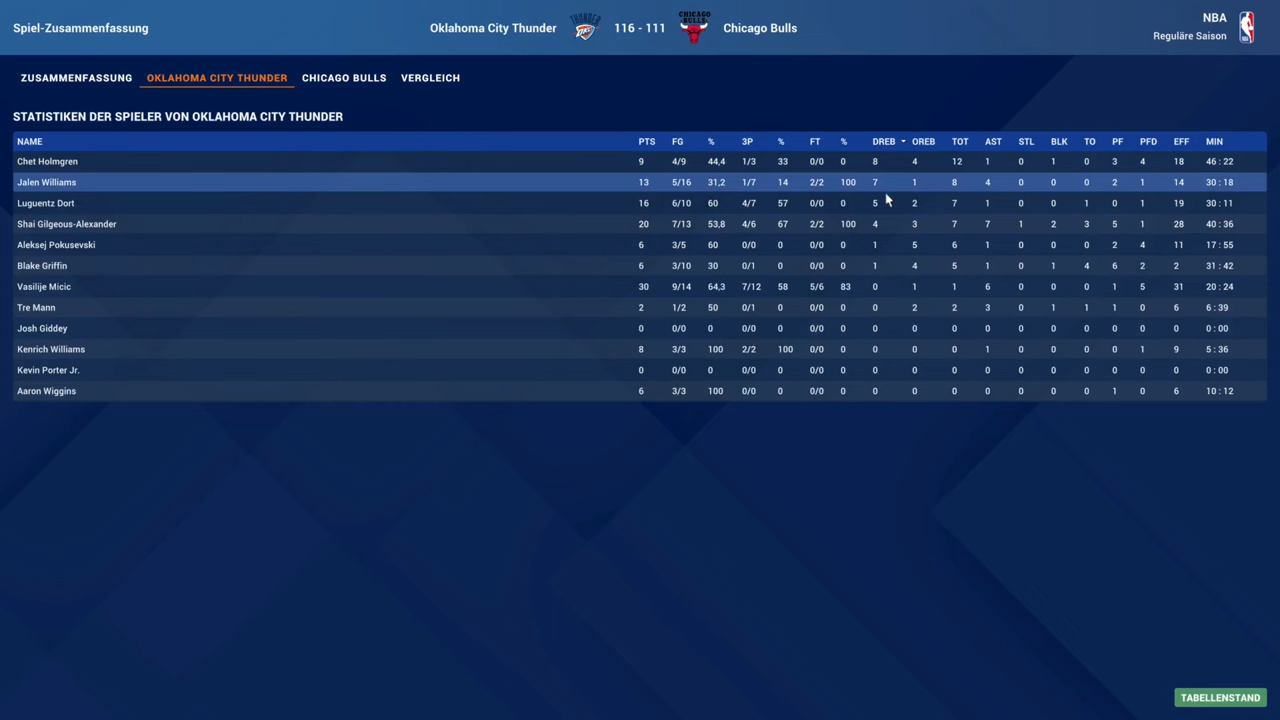 Spiel-Zusammenfassung
Oklahoma City Thunder THUNDER OKC 116 - 111 CHICAGO BULLS Chicago Bulls
NBA
Reguläre Saison
ZUSAMMENFASSUNG OKLAHOMA CITY THUNDER CHICAGO BULLS VERGLEICH
STATISTIKEN DER SPIELER VON OKLAHOMA CITY THUNDER
NAME PTS FG % 3P % FT % DREB OREB TOT AST STL BLK TO PF PFD EFF MIN
Chet Holmgren 9 4/9 44,4 1/3 33 0/0 0 8 4 12 1 0 1 0 3 4 18 46 : 22
Jalen Williams 13 5/16 31,2 1/7 14 2/2 100 7 1 8 4 0 0 0 2 1 14 30 : 18
Luguentz Dort 16 6/10 60 4/7 57 0/0 0 5 2 7 1 0 0 1 0 1 19 30 : 11
Shai Gilgeous-Alexander 20 7/13 53,8 4/6 67 2/2 100 4 3 7 7 1 2 3 5 1 28 40 : 36
Aleksej Pokusevski 6 3/5 60 0/0 0 0/0 0 1 5 6 1 0 0 0 2 4 11 17 : 55
Blake Griffin 6 3/10 30 0/1 0 0/0 0 1 4 5 1 0 1 4 6 2 2 31 : 42
Vasilije Micic 30 9/14 64,3 7/12 58 5/6 83 0 1 1 6 0 0 0 1 5 31 20 : 24
Tre Mann 2 1/2 50 0/1 0 0/0 0 0 2 2 3 0 1 1 1 0 6 6 : 39
Josh Giddey 0 0/0 0 0/0 0 0/0 0 0 0 0 0 0 0 0 0 0 0 0 : 00
Kenrich Williams 8 3/3 100 2/2 100 0/0 0 0 0 0 1 0 0 0 0 1 9 5 : 36
Kevin Porter Jr. 0 0/0 0 0/0 0 0/0 0 0 0 0 0 0 0 0 0 0 0 0 : 00
Aaron Wiggins 6 3/3 100 0/0 0 0/0 0 0 0 0 0 0 0 0 1 0 6 10 : 12
TABELLENSTAND